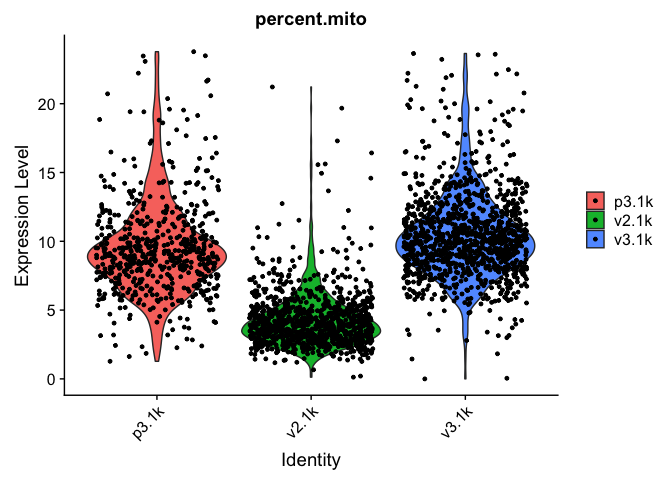 percent.mito
Expression Level
20
15
10
5
0
p3.1k
v2.1k
v3.1k
Identity
p3.1k
v2.1k
v3.1k